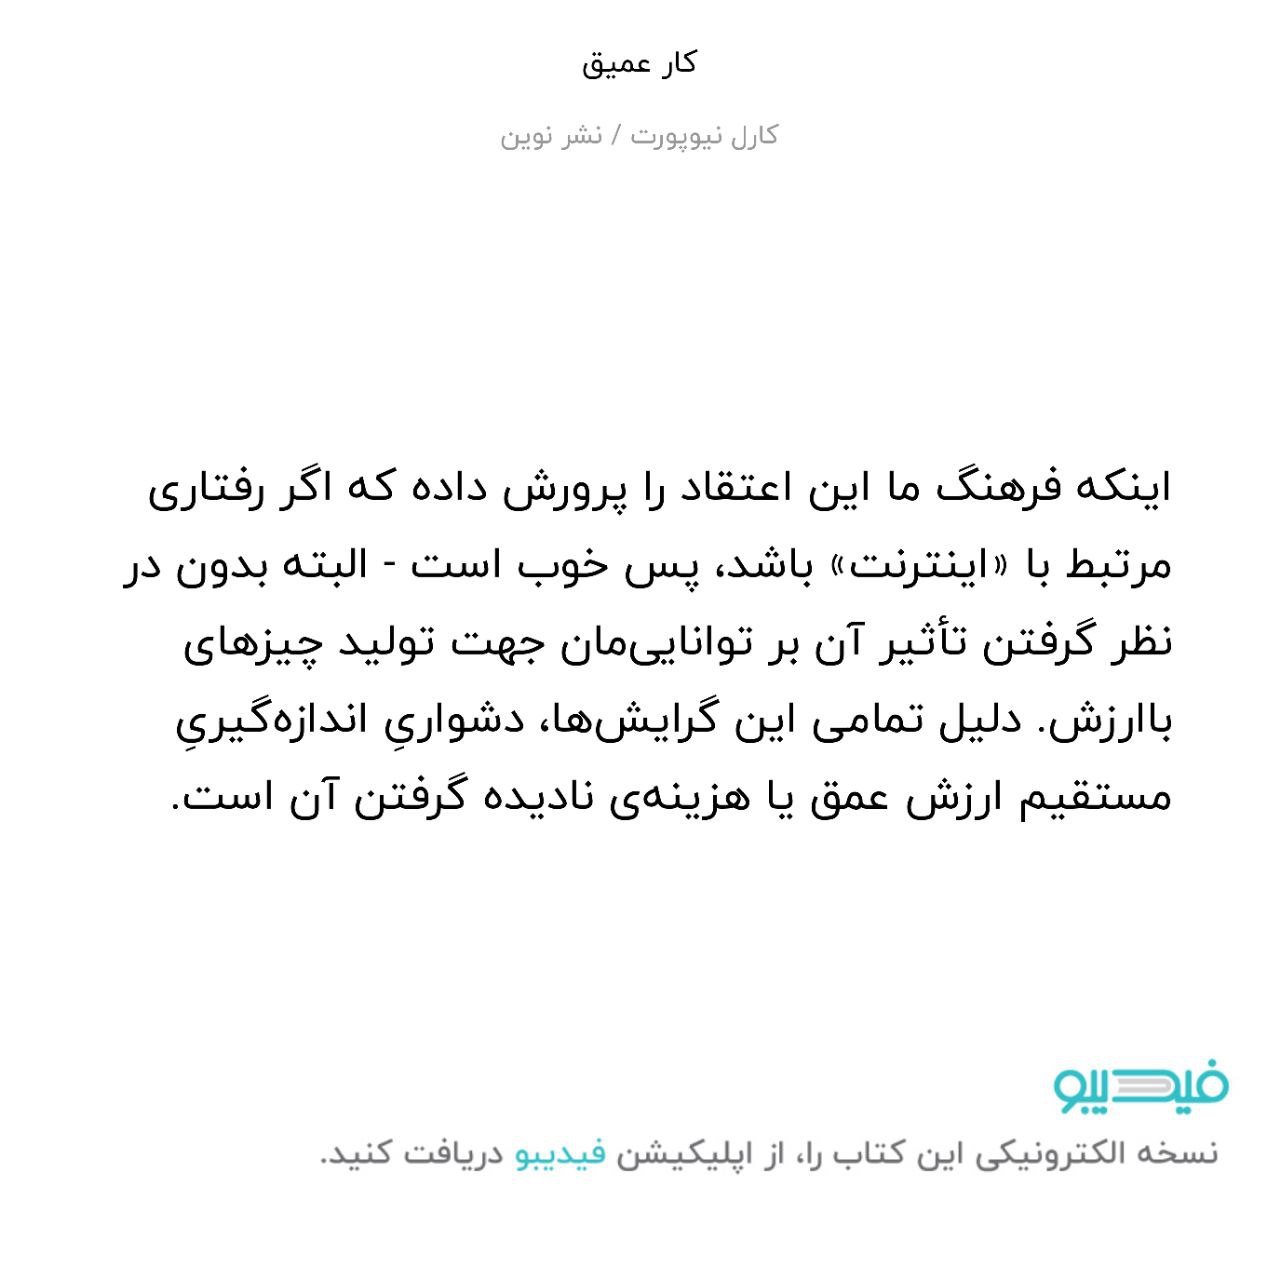 کار عمیق
کارل نیوپورت / نشر نوین
اینکه فرهنگ ما این اعتقاد را پرورش داده که اگر رفتاری
مرتبط با «اینترنت» باشد، پس خوب است - البته بدون در
نظر گرفتن تأثیر آن بر توانایی‌مان جهت تولید چیزهای
باارزش. دلیل تمامی این گرایش‌ها، دشواریِ اندازه‌گیریِ
مستقیم ارزش عمق یا هزینه‌ی نادیده گرفتن آن است.
فیدیبو
نسخه الکترونیکی این کتاب را، از اپلیکیشن فیدیبو دریافت کنید.